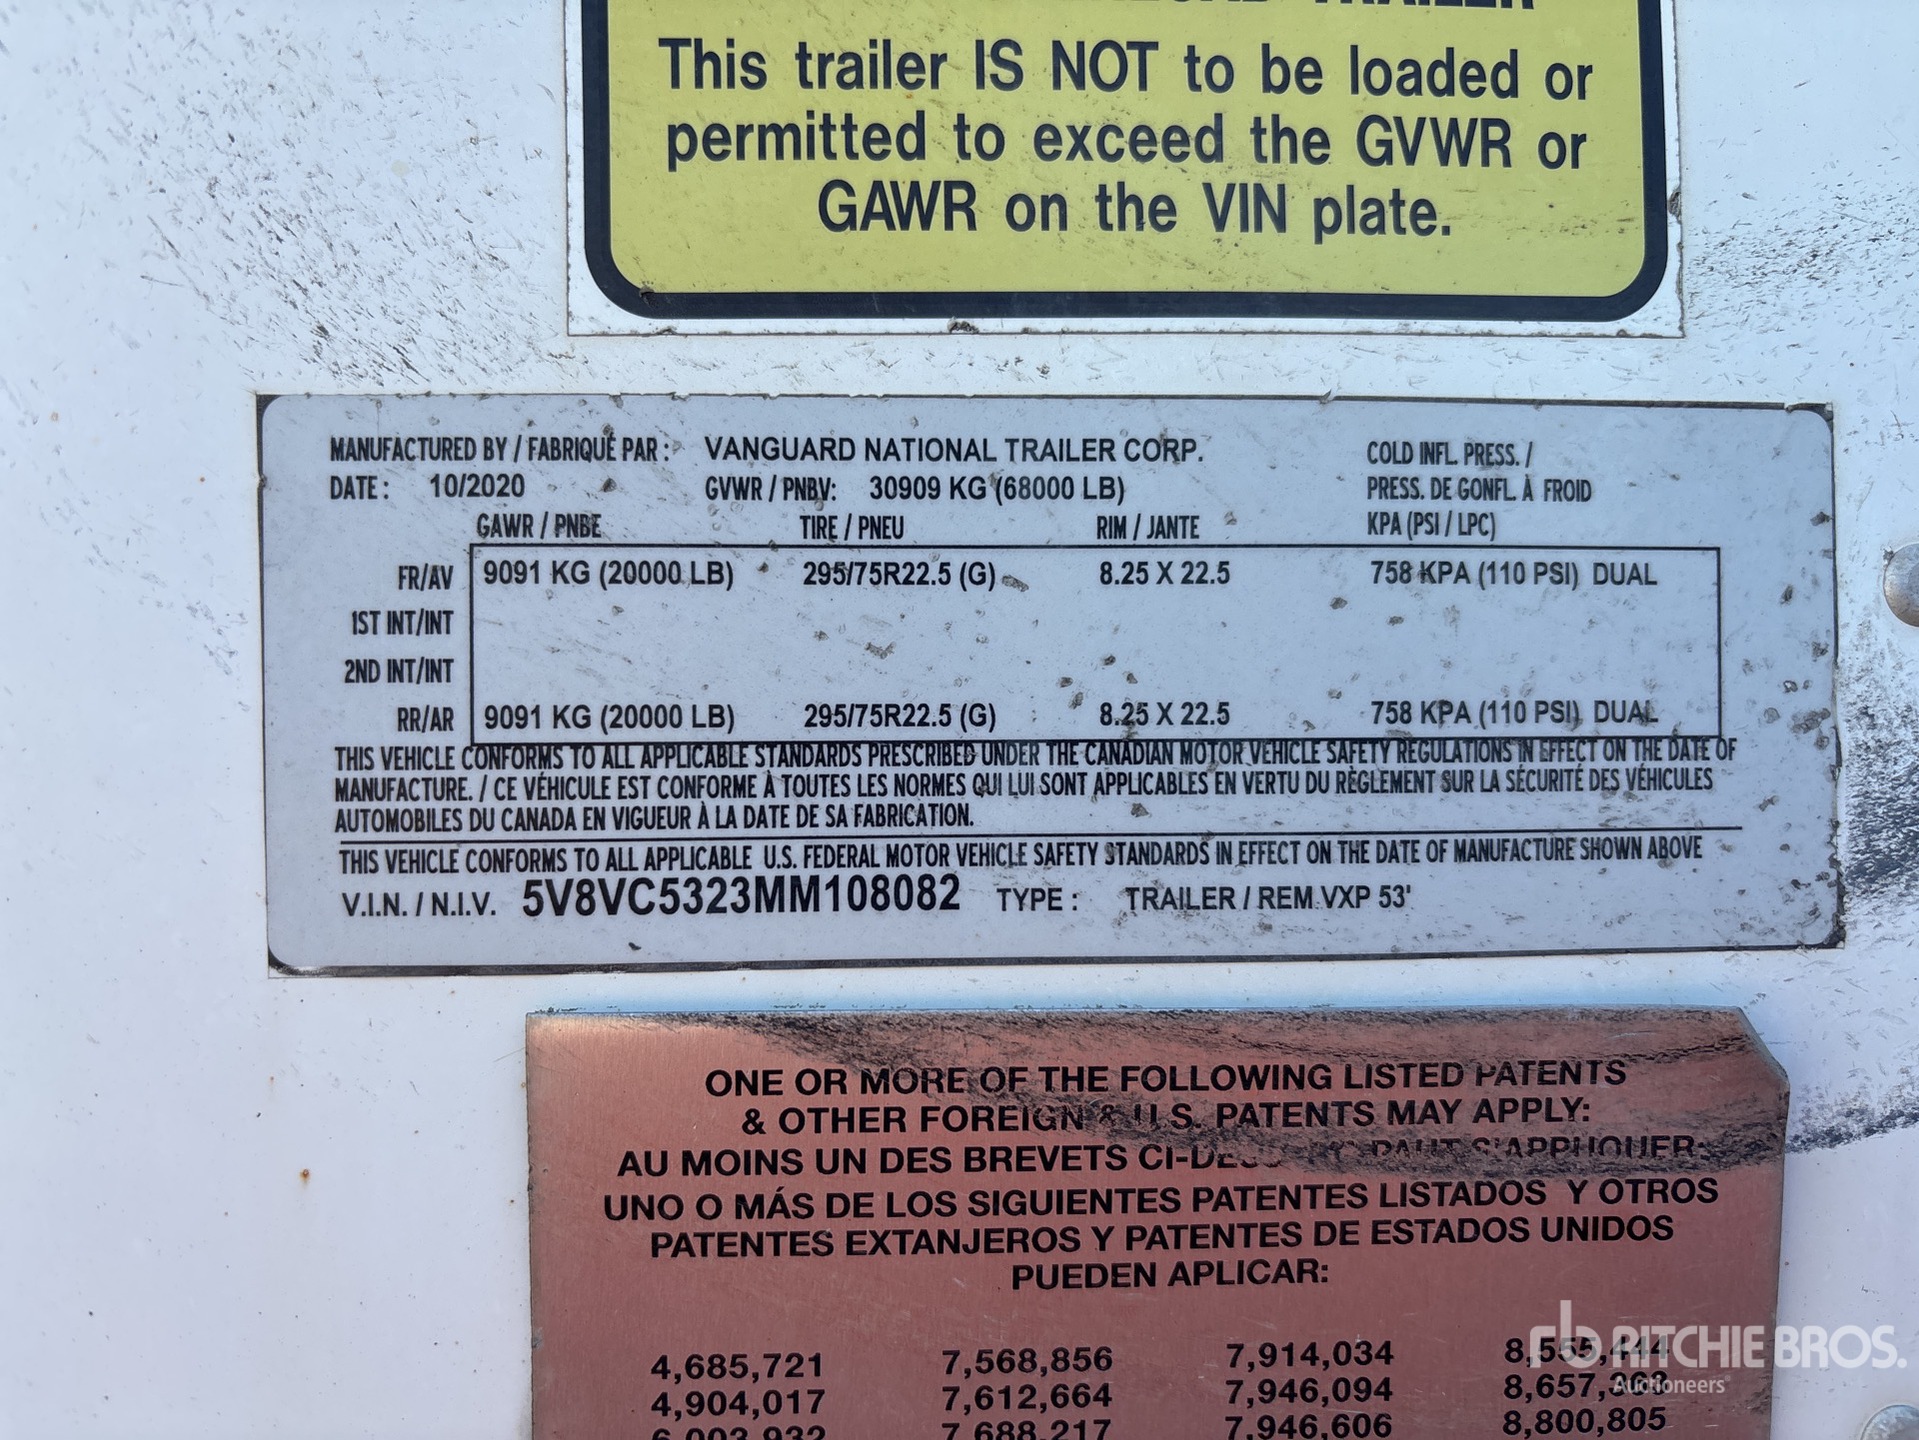 TRAILER
This trailer IS NOT to be loaded or
permitted to exceed the GVWR or
GAWR on the VIN plate.
MANUFACTURED BY / FABRIQUÉ PAR : VANGUARD NATIONAL TRAILER CORP. COLD INFL. PRESS. /
DATE : 10/2020 GVWR / PNBV: 30909 KG (68000 LB) PRESS. DE GONFL. À FROID
GAWR / PNBE TIRE / PNEU RIM / JANTE KPA (PSI / LPC)
FR/AV 9091 KG (20000 LB) 295/75R22.5 (G) 8.25 X 22.5 758 KPA (110 PSI) DUAL
1ST INT/INT
2ND INT/INT
RR/AR 9091 KG (20000 LB) 295/75R22.5 (G) 8.25 X 22.5 758 KPA (110 PSI) DUAL
THIS VEHICLE CONFORMS TO ALL APPLICABLE STANDARDS PRESCRIBED UNDER THE CANADIAN MOTOR VEHICLE SAFETY REGULATIONS IN EFFECT ON THE DATE OF
MANUFACTURE. / CE VÉHICULE EST CONFORME À TOUTES LES NORMES QUI LUI SONT APPLICABLES EN VERTU DU RÈGLEMENT SUR LA SÉCURITÉ DES VÉHICULES
AUTOMOBILES DU CANADA EN VIGUEUR À LA DATE DE SA FABRICATION.
THIS VEHICLE CONFORMS TO ALL APPLICABLE U.S. FEDERAL MOTOR VEHICLE SAFETY STANDARDS IN EFFECT ON THE DATE OF MANUFACTURE SHOWN ABOVE
V.I.N. / N.I.V. 5V8VC5323MM108082 TYPE : TRAILER / REM VXP 53'
ONE OR MORE OF THE FOLLOWING LISTED PATENTS
& OTHER FOREIGN & U.S. PATENTS MAY APPLY:
AU MOINS UN DES BREVETS S'APPLIQUER:
UNO O MÁS DE LOS SIGUIENTES PATENTES LISTADOS Y OTROS
PATENTES EXTANJEROS Y PATENTES DE ESTADOS UNIDOS
PUEDEN APLICAR:
4,685,721 7,568,856 7,914,034 8,555,444
4,904,017 7,612,664 7,946,094
6,003,932 7,688,217 7,946,606 8,800,805
rb RITCHIE BROS.
Auctioneers